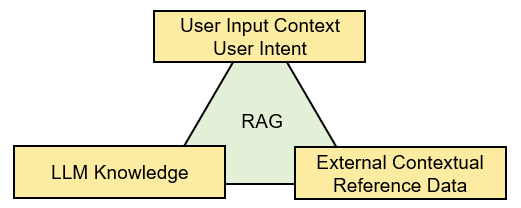 User Input Context
User Intent
RAG
LLM Knowledge
External Contextual
Reference Data